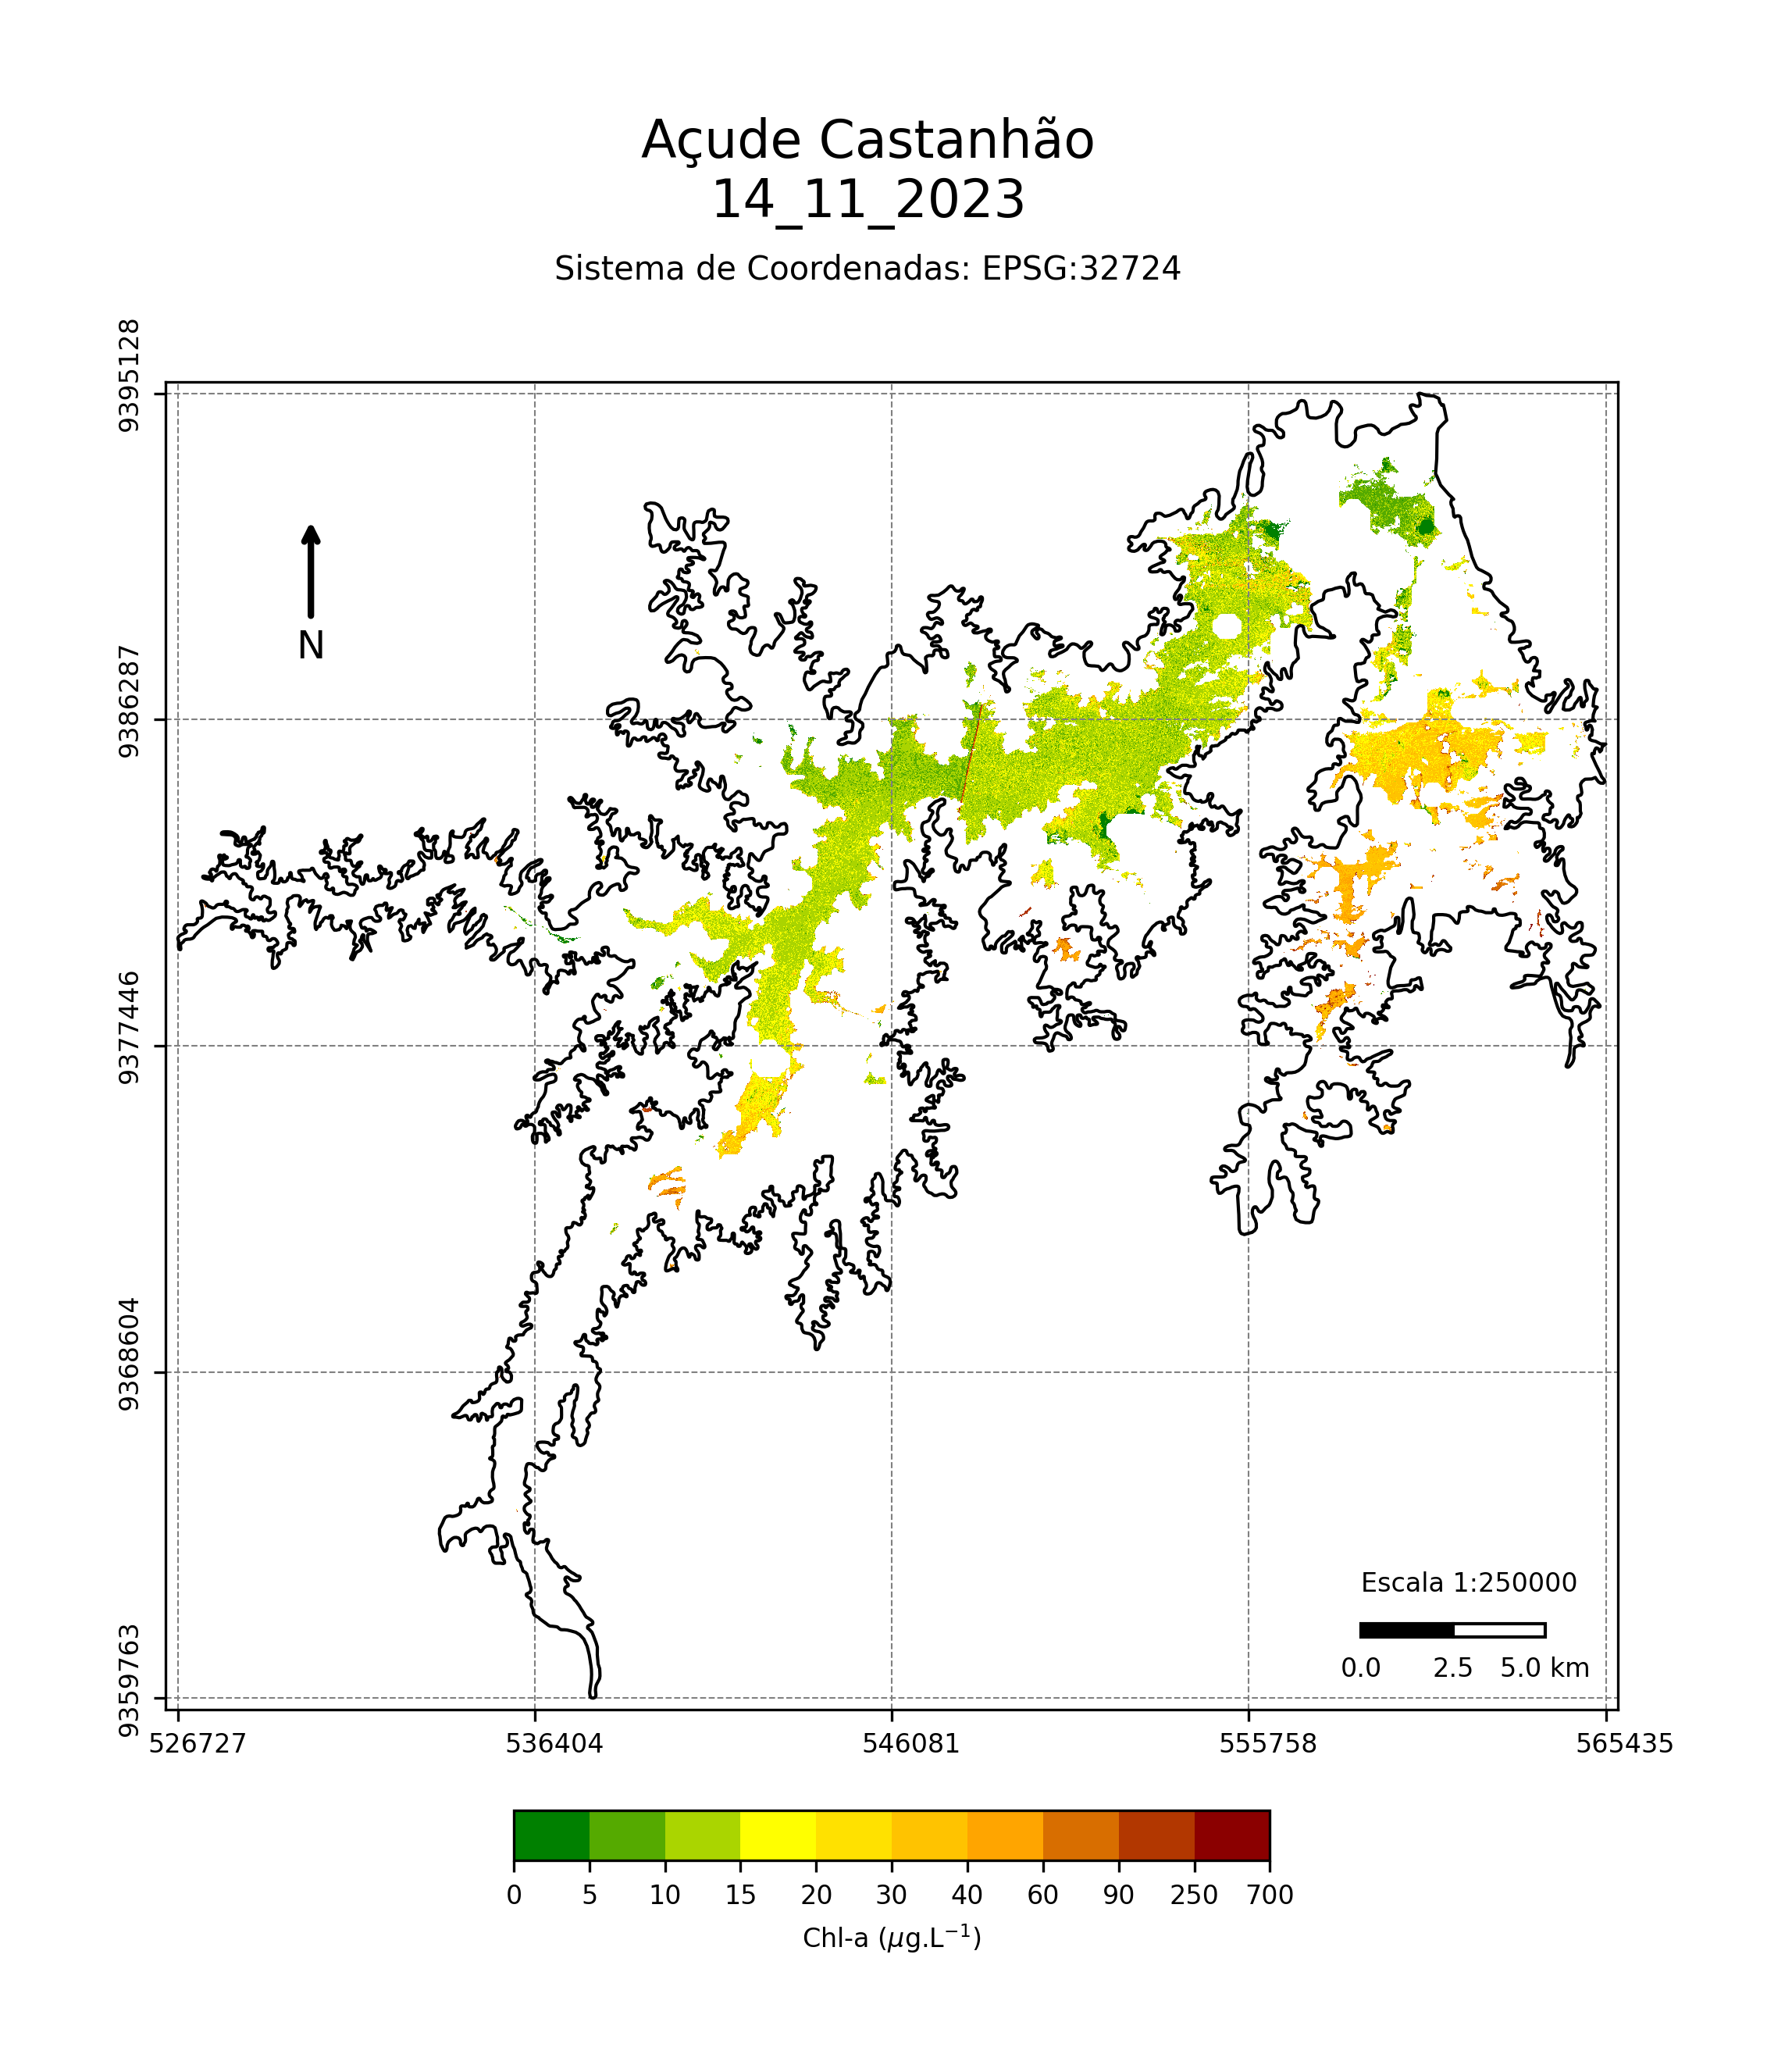 Açude Castanhão
14_11_2023
Sistema de Coordenadas: EPSG:32724
9395128
9386287
9377446
9368604
9359763
N
Escala 1:250000
0.0 2.5 5.0 km
526727 536404 546081 555758 565435
0 5 10 15 20 30 40 60 90 250 700
Chl-a (μg.L⁻¹)